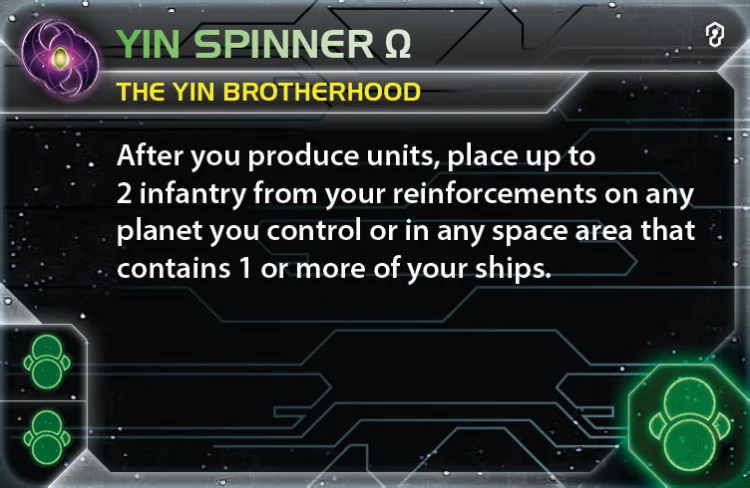 YIN SPINNER Ω
THE YIN BROTHERHOOD
After you produce units, place up to
2 infantry from your reinforcements on any
planet you control or in any space area that
contains 1 or more of your ships.